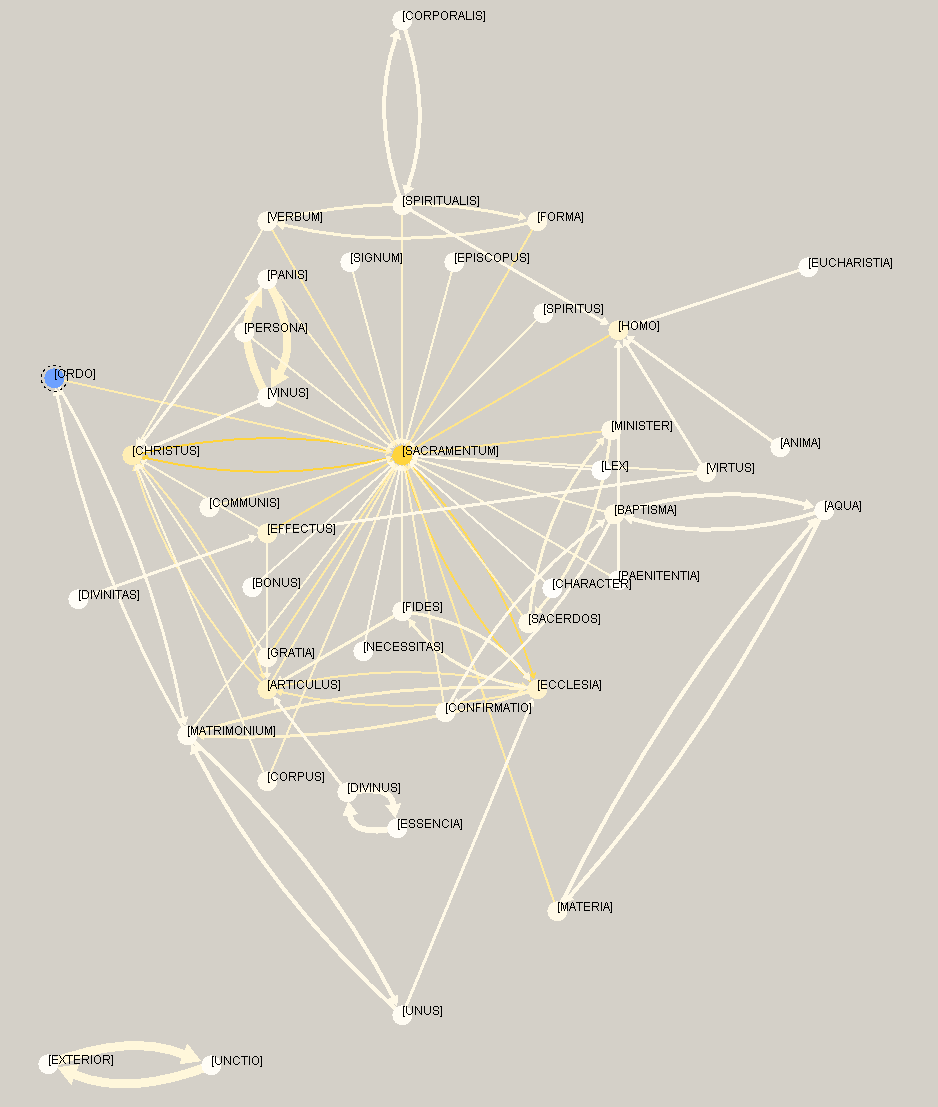 [CORPORALIS]
[SPIRITUALIS]
[VERBUM]
[FORMA]
[SIGNUM]
[EPISCOPUS]
[EUCHARISTIA]
[PANIS]
[SPIRITUS]
[PERSONA]
[HOMO]
[ORDO]
[VINUS]
[MINISTER]
[ANIMA]
[CHRISTUS]
[SACRAMENTUM]
[LEX]
[VIRTUS]
[COMMUNIS]
[BAPTISMA]
[AQUA]
[EFFECTUS]
[BONUS]
[CHARACTER]
[PAENITENTIA]
[DIVINITAS]
[FIDES]
[SACERDOS]
[GRATIA]
[NECESSITAS]
[ARTICULUS]
[ECCLESIA]
[CONFIRMATIO]
[MATRIMONIUM]
[CORPUS]
[DIVINUS]
[ESSENCIA]
[MATERIA]
[UNUS]
[EXTERIOR]
[UNCTIO]